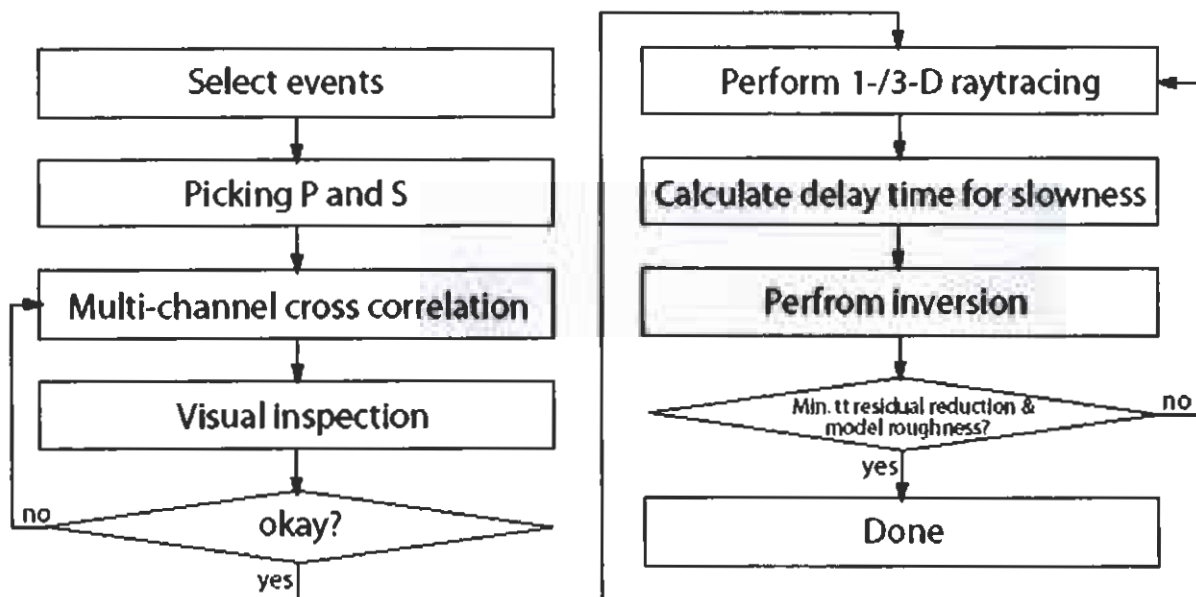 Select events
Picking P and S
Multi-channel cross correlation
Visual inspection
okay?
no
yes
Perform 1-/3-D raytracing
Calculate delay time for slowness
Perfrom inversion
Min. tt residual reduction &
model roughness?
no
yes
Done